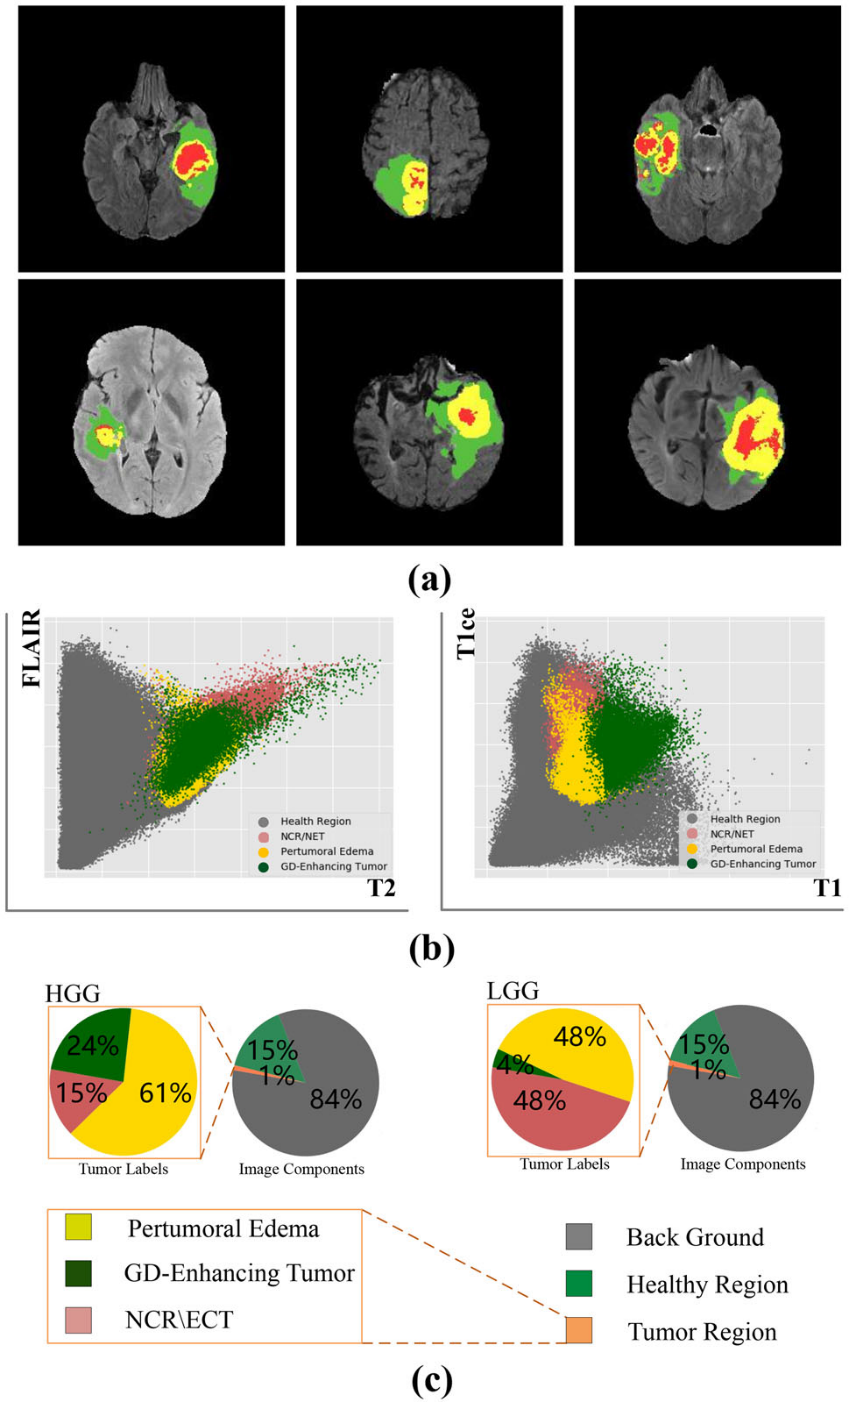 (a)
FLAIR
Health Region
NCR/NET
Pertumoral Edema
GD-Enhancing Tumor
T2
T1ce
Health Region
NCR/NET
Pertumoral Edema
GD-Enhancing Tumor
T1
(b)
HGG
24%
15%
61%
Tumor Labels
15%
1%
84%
Image Components
LGG
48%
4%
48%
Tumor Labels
15%
1%
84%
Image Components
Pertumoral Edema
GD-Enhancing Tumor
NCR\ECT
Back Ground
Healthy Region
Tumor Region
(c)